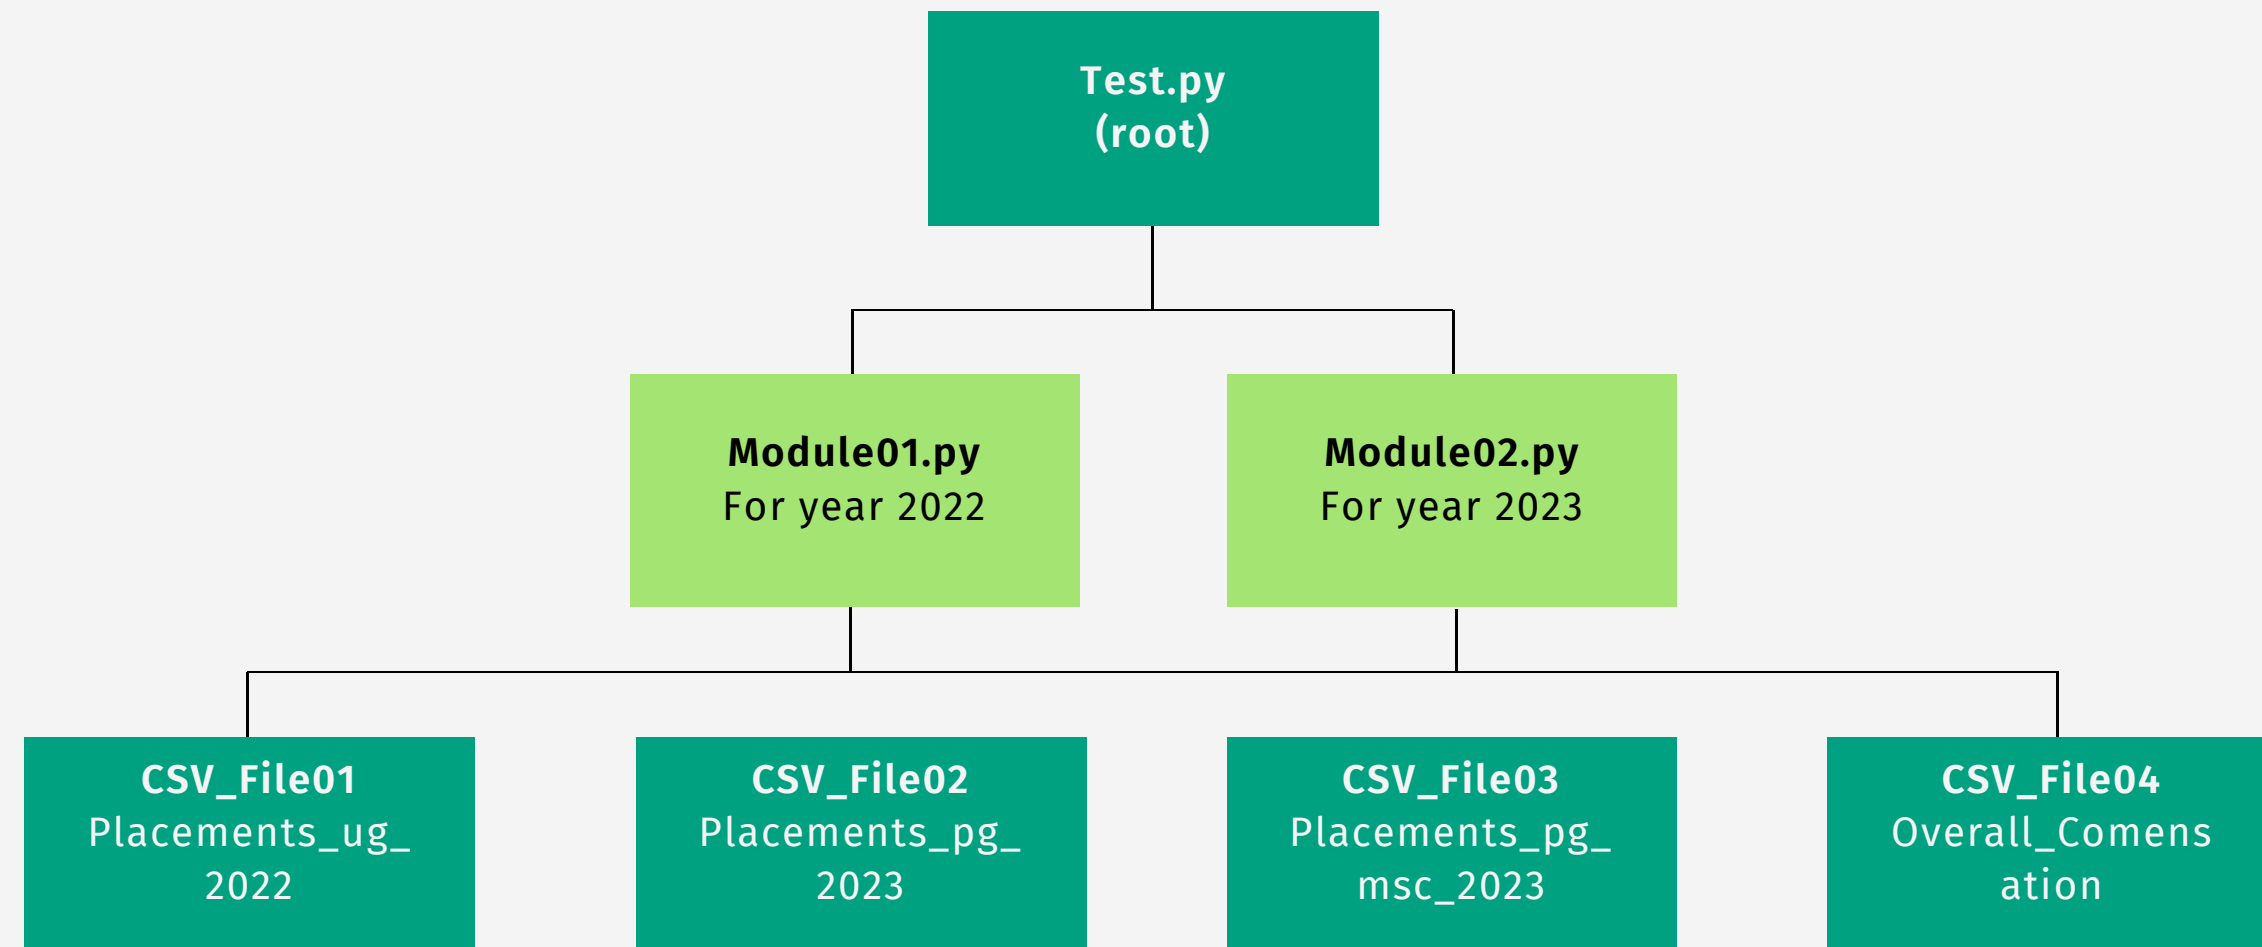 Test.py
(root)
Module01.py
For year 2022
Module02.py
For year 2023
CSV_File01
Placements_ug_
2022
CSV_File02
Placements_pg_
2023
CSV_File03
Placements_pg_
msc_2023
CSV_File04
Overall_Comens
ation